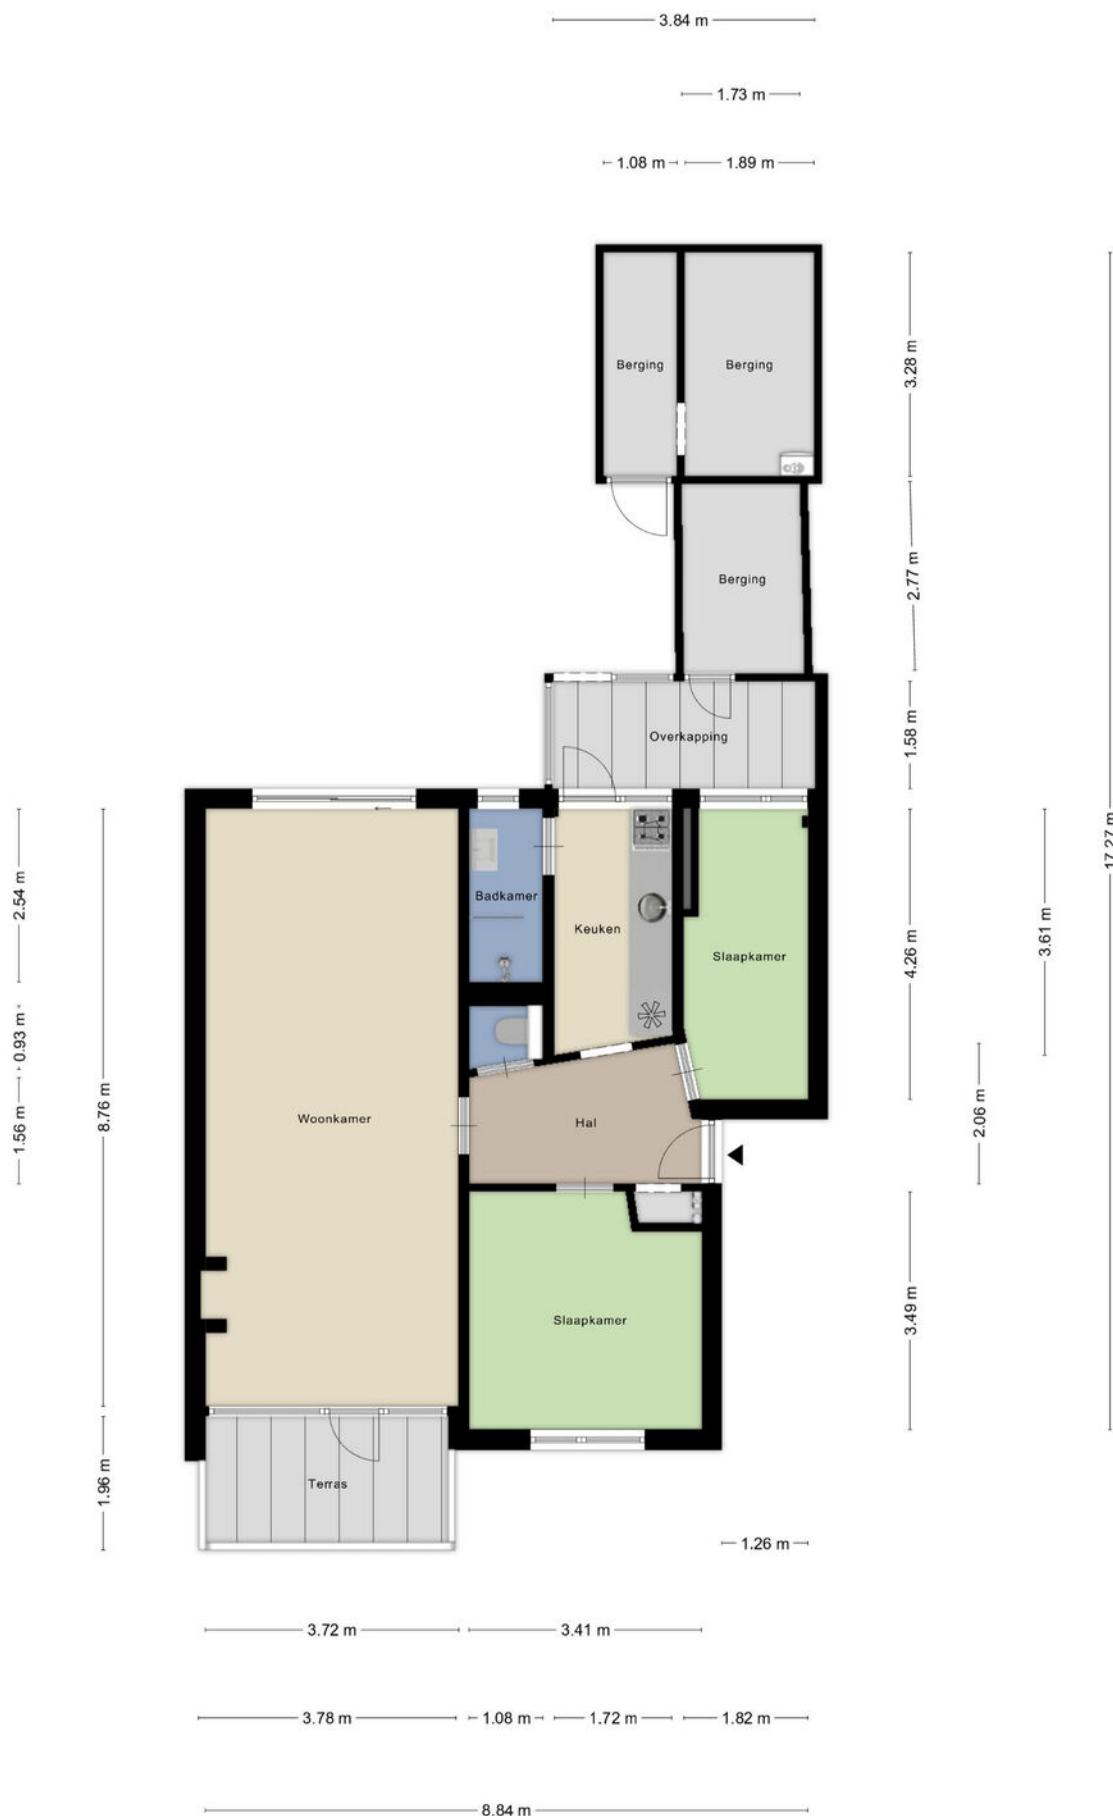 3.84 m
1.73 m
1.08 m
1.89 m
Berging
Berging
3.28 m
Berging
2.77 m
Overkapping
1.58 m
17.27 m
2.54 m
Badkamer
Keuken
Slaapkamer
4.26 m
3.61 m
0.93 m
8.76 m
Woonkamer
Hal
1.56 m
2.06 m
Slaapkamer
3.49 m
Terras
1.96 m
1.26 m
3.72 m
3.41 m
3.78 m
1.08 m
1.72 m
1.82 m
8.84 m